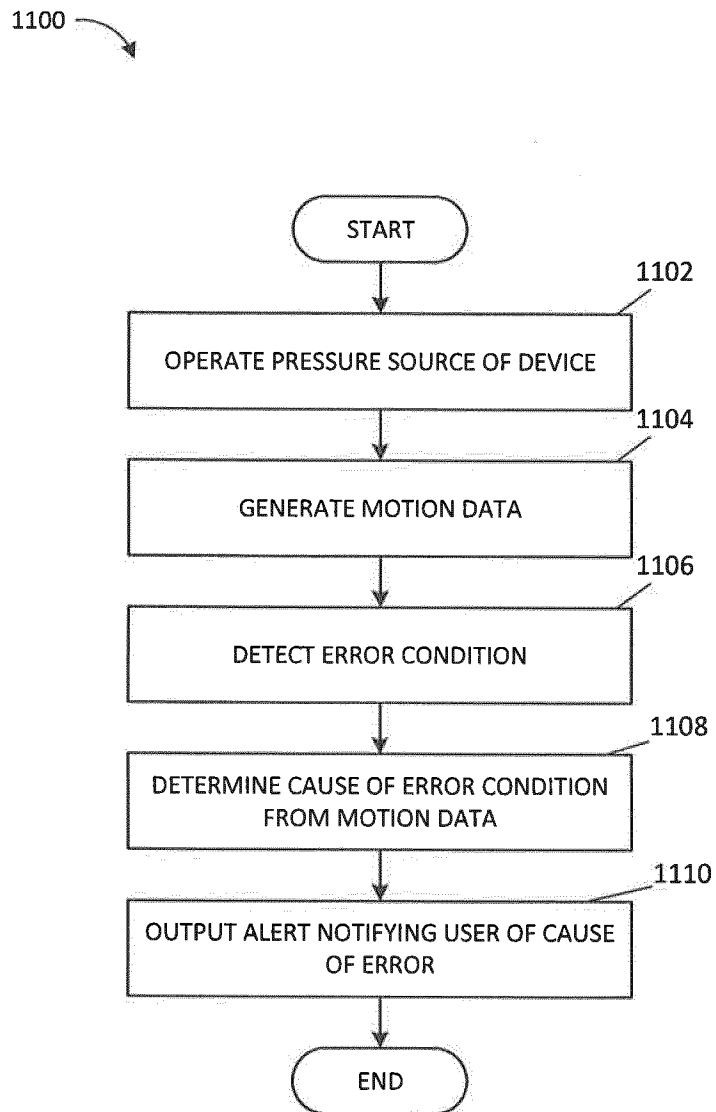 1100
START
1102
OPERATE PRESSURE SOURCE OF DEVICE
1104
GENERATE MOTION DATA
1106
DETECT ERROR CONDITION
1108
DETERMINE CAUSE OF ERROR CONDITION
FROM MOTION DATA
1110
OUTPUT ALERT NOTIFYING USER OF CAUSE
OF ERROR
END